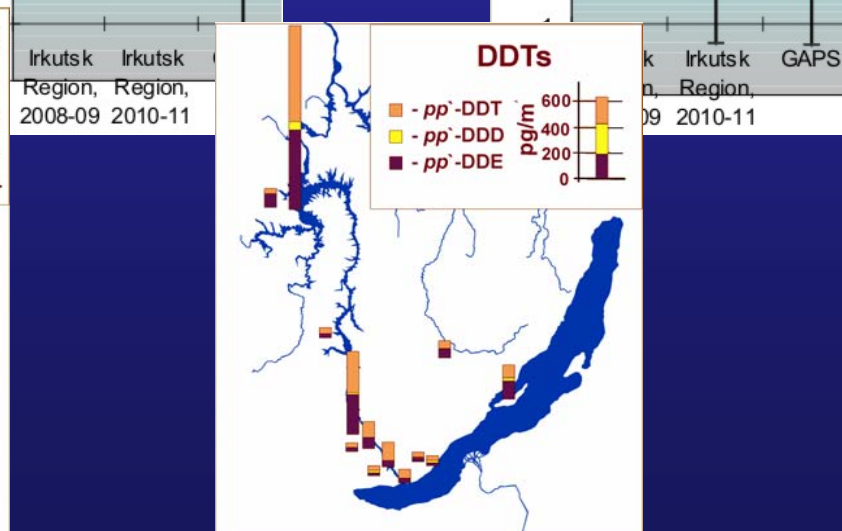 Irkutsk Irkutsk
Region, Region,
2008-09 2010-11
k Irkutsk GAPS
n, Region,
09 2010-11
DDTs
- pp`-DDT
- pp`-DDD
- pp`-DDE
pg/m
600
400
200
0